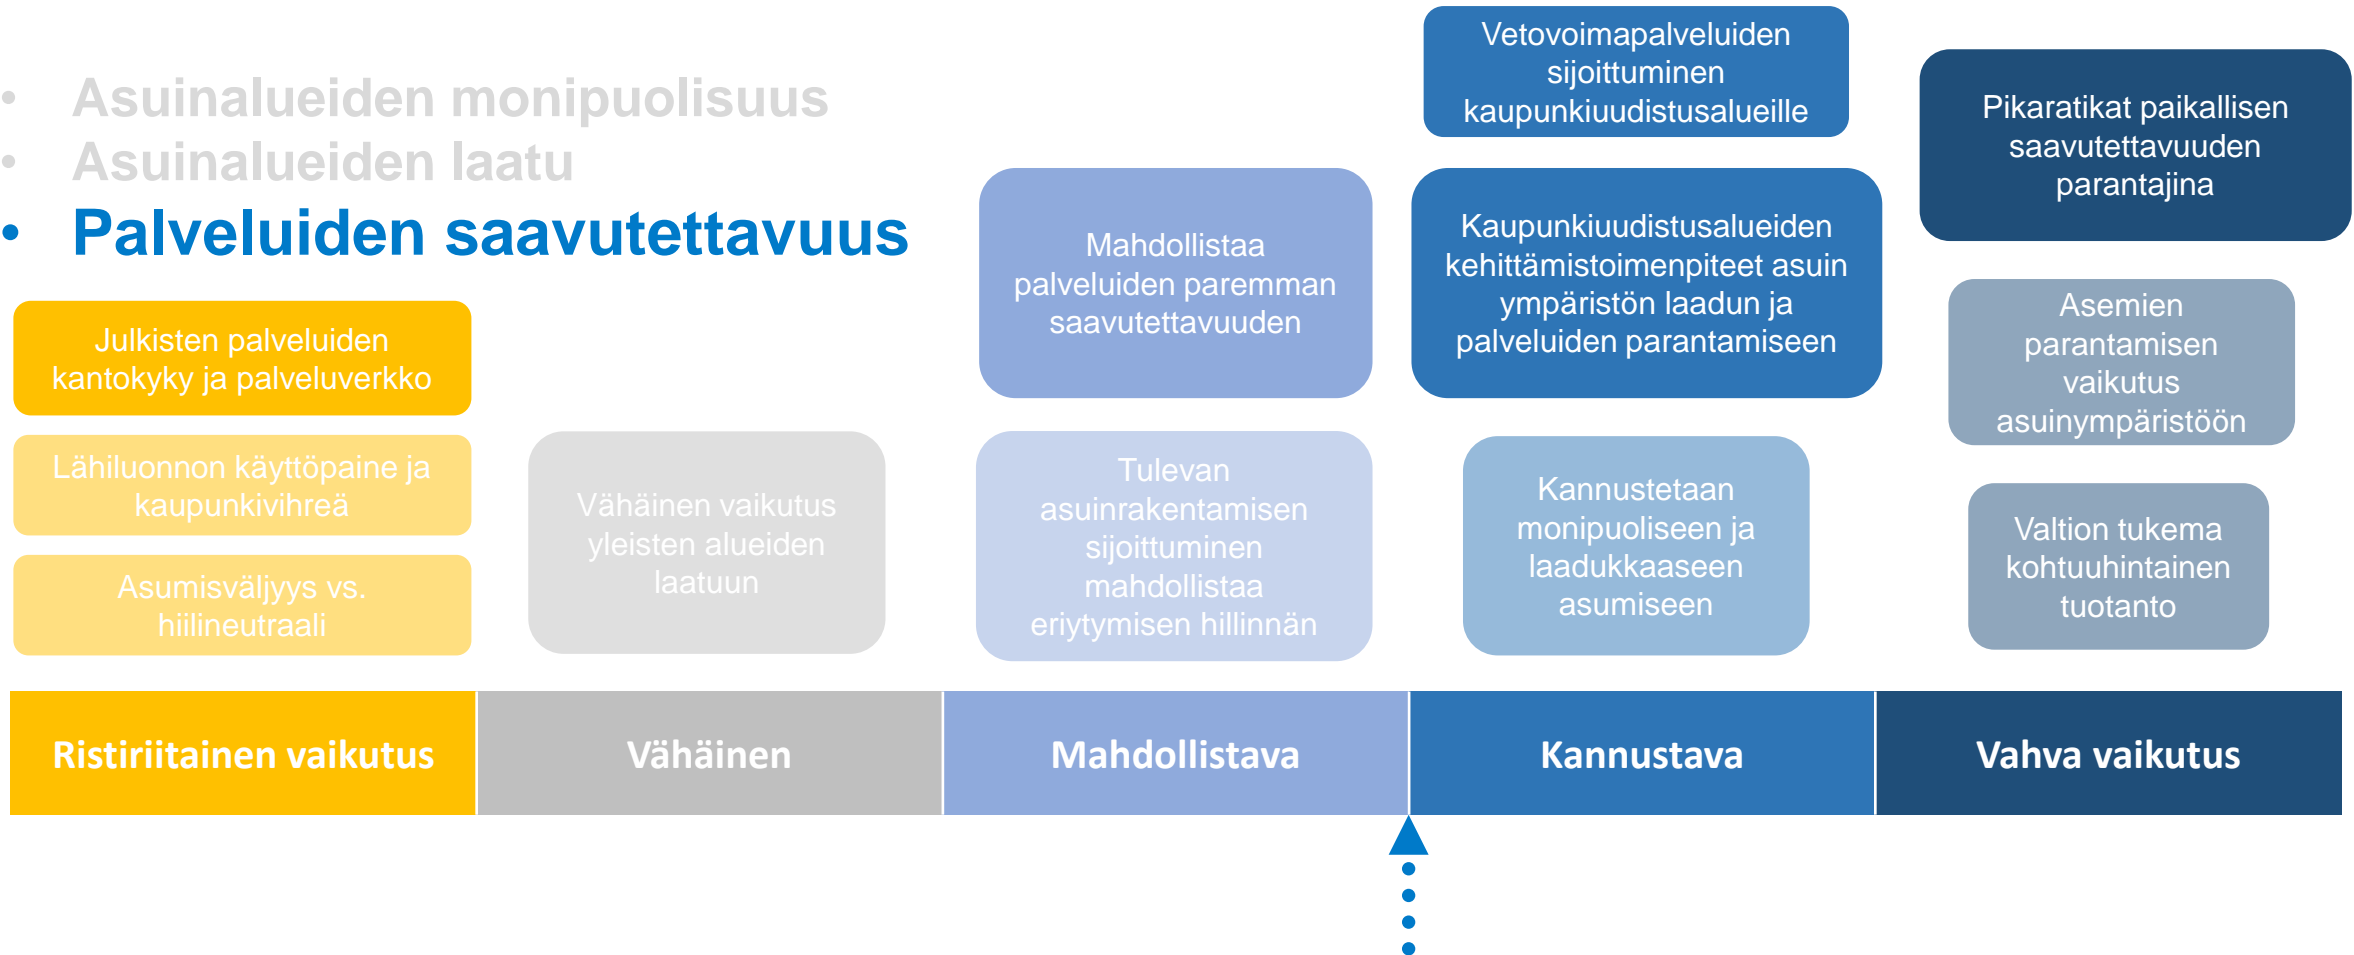 • Asuinalueiden monipuolisuus
• Asuinalueiden laatu
• Palveluiden saavutettavuus
Julkisten palveluiden
kantokyky ja palveluverkko
Lähiluonnon käyttöpaine ja
kaupunkivihreä
Asumisväljyys vs.
hiilineutraali
Vähäinen vaikutus
yleisten alueiden
laatuun
Mahdollistaa
palveluiden paremman
saavutettavuuden
Tulevan
asuinrakentamisen
sijoittuminen
mahdollistaa
eriytymisen hillinnän
Vetovoimapalveluiden
sijoittuminen
kaupunkiuudistusalueille
Kaupunkiuudistusalueiden
kehittämistoimenpiteet asuin
ympäristön laadun ja
palveluiden parantamiseen
Kannustetaan
monipuoliseen ja
laadukkaaseen
asumiseen
Pikaratikat paikallisen
saavutettavuuden
parantajina
Asemien
parantamisen
vaikutus
asuinympäristöön
Valtion tukema
kohtuuhintainen
tuotanto
Ristiriitainen vaikutus
Vähäinen
Mahdollistava
Kannustava
Vahva vaikutus